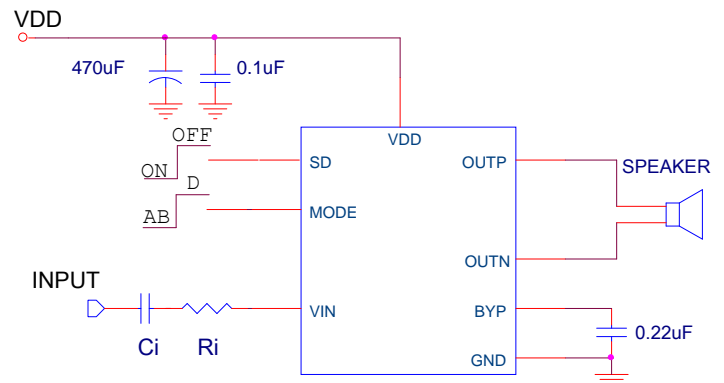 VDD
470uF
0.1uF
OFF
ON
D
AB
VDD
SD
MODE
VIN
OUTP
OUTN
BYP
GND
SPEAKER
INPUT
Ci
Ri
0.22uF